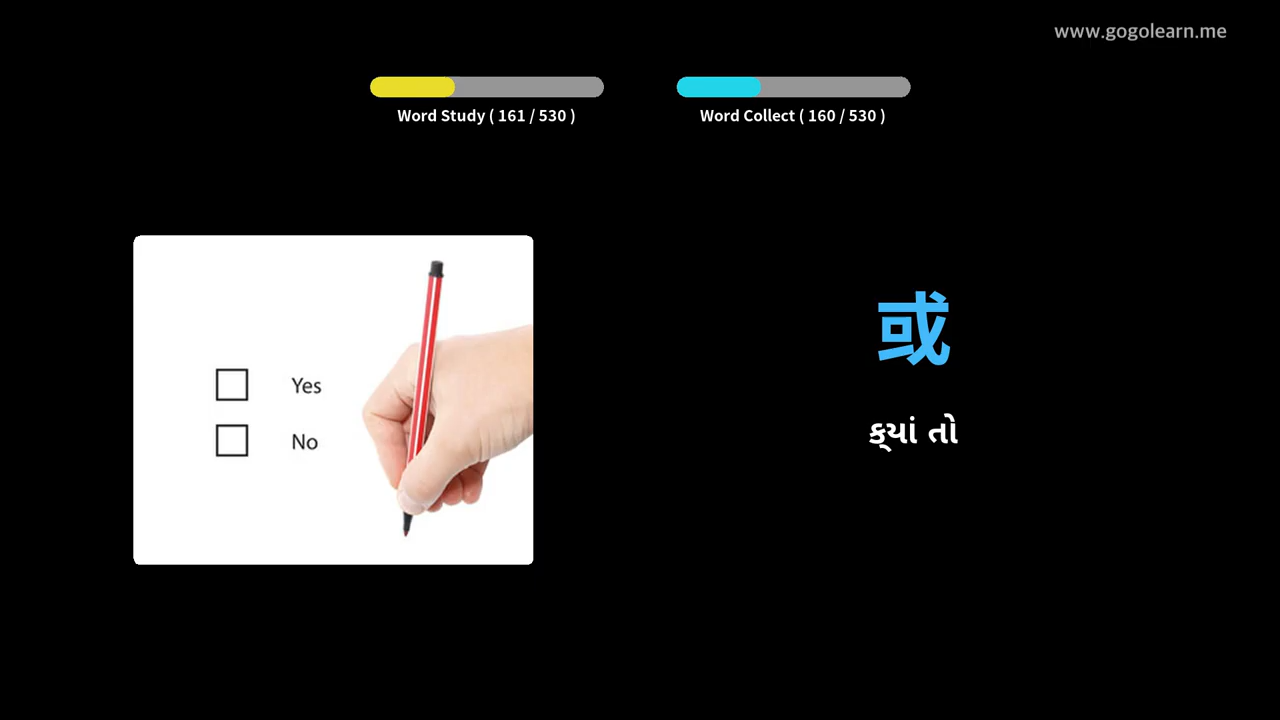 www.gogolearn.me
Word Study ( 161 / 530 )
Word Collect ( 160 / 530 )
Yes
No
或
ક્યાં તો